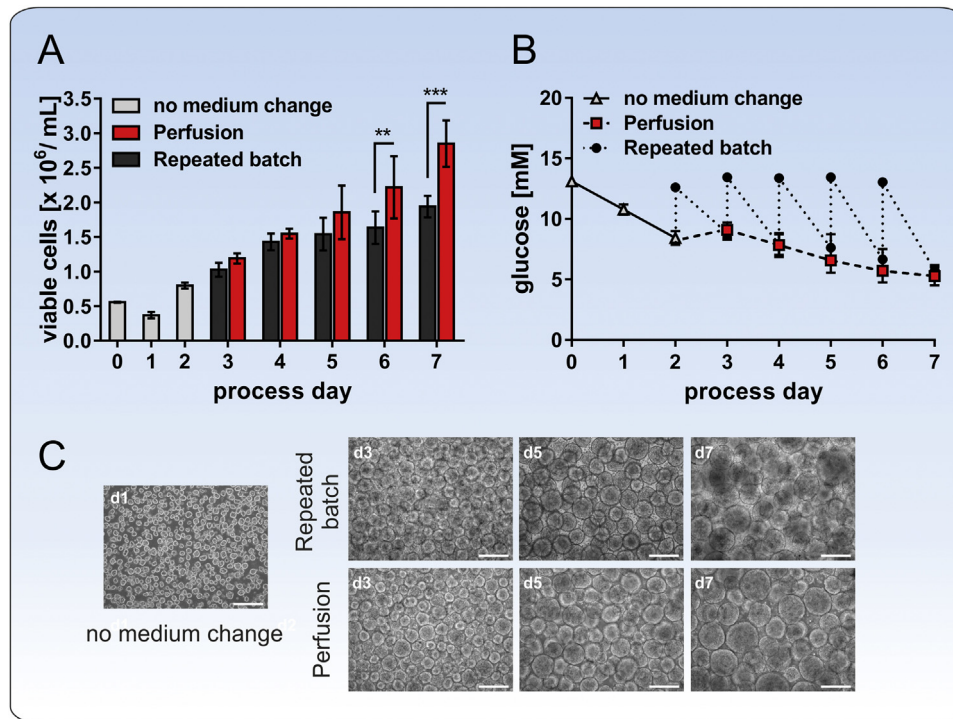 A
no medium change
Perfusion
Repeated batch
viable cells [x 10⁶/ mL]
3.5
3.0
2.5
2.0
1.5
1.0
0.5
0.0
**
***
0 1 2 3 4 5 6 7
process day
B
no medium change
Perfusion
Repeated batch
glucose [mM]
20
15
10
5
0
0 1 2 3 4 5 6 7
process day
C
d1
no medium change
Repeated
batch
d3
d5
d7
Perfusion
d3
d5
d7